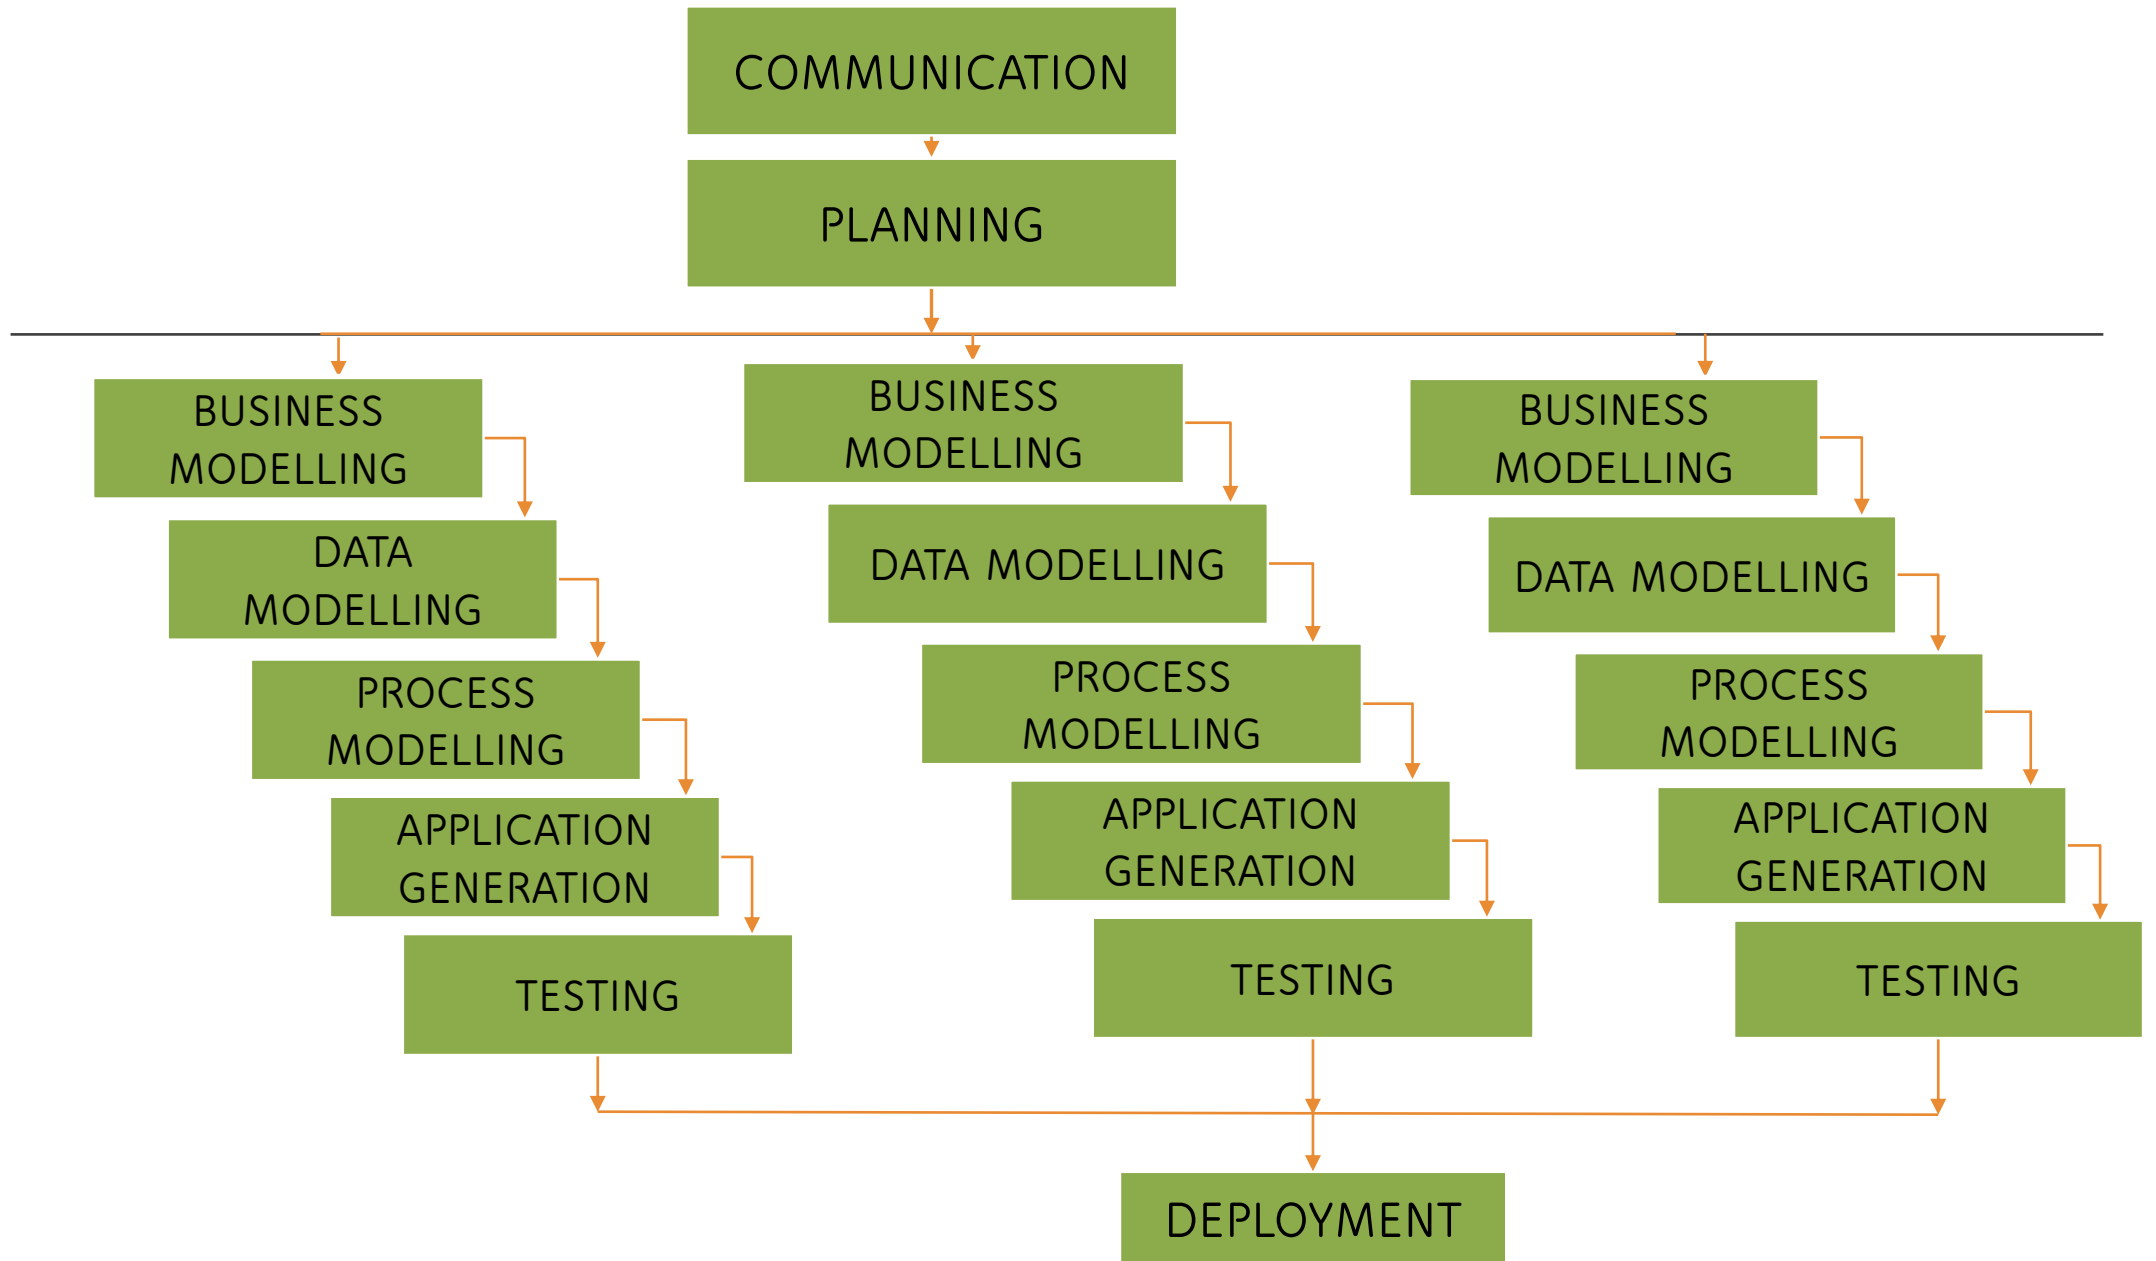 COMMUNICATION
PLANNING
BUSINESS
MODELLING
DATA
MODELLING
PROCESS
MODELLING
APPLICATION
GENERATION
TESTING
BUSINESS
MODELLING
DATA MODELLING
PROCESS
MODELLING
APPLICATION
GENERATION
TESTING
BUSINESS
MODELLING
DATA MODELLING
PROCESS
MODELLING
APPLICATION
GENERATION
TESTING
DEPLOYMENT